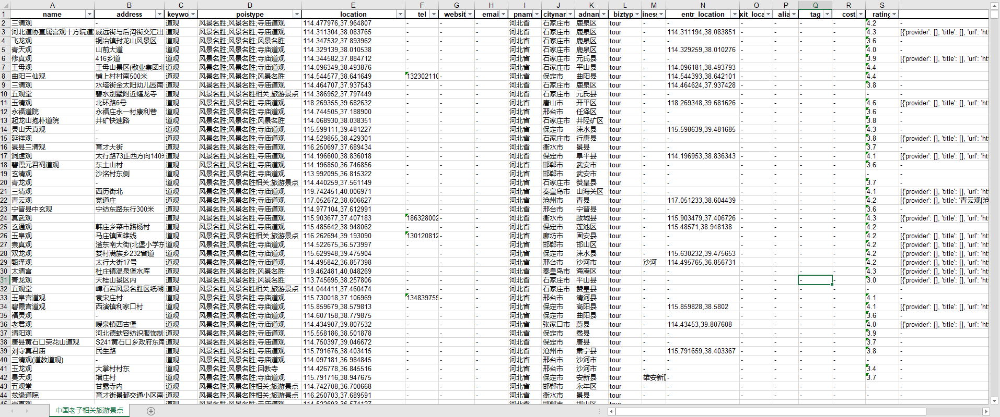 A B C D E F G H I J K L M N O P Q R S
1 name address keywo poistype location tel websit emai pnam citynar adnam biztyp iness entr_location xit_loca alia tag cost rating
2 三清观 - 道观 风景名胜;风景名胜;寺庙道观 114.477976,37.964807 - - - 河北省 石家庄市 鹿泉区 tour - - - - - - 4.2 -
3 河北道协直属宫观十方院道 威远街与后沟街交汇出 道观 风景名胜;风景名胜;寺庙道观 114.311304,38.083765 - - - 河北省 石家庄市 鹿泉区 tour - 114.311194,38.083851 - - - - 4.3 [{'provider': [], 'title': [], 'url': 'ht
4 飞龙观 铜冶镇封龙山风景区 道观 风景名胜;风景名胜;风景名胜 114.347532,37.893962 - - - 河北省 石家庄市 鹿泉区 tour - - - - - - 3.6 -
5 青天观 山前大道 道观 风景名胜;风景名胜;寺庙道观 114.329139,38.010538 - - - 河北省 石家庄市 鹿泉区 tour - 114.329259,38.010276 - - - - 4.0 -
6 修真观 416乡道 道观 风景名胜;风景名胜;寺庙道观 114.344582,37.884712 - - - 河北省 石家庄市 元氏县 tour - - - - - - 3.9 [{'provider': [], 'title': [], 'url': 'ht
7 王母观 王母山景区(敬业集团北 道观 风景名胜;风景名胜;寺庙道观 114.096349,38.493876 - - - 河北省 石家庄市 平山县 tour - 114.096181,38.493793 - - - - 4.4 -
8 曲阳三仙观 铺上村村南500米 道观 风景名胜;风景名胜;风景名胜 114.544577,38.641649 132302110 - - 河北省 保定市 曲阳县 tour - 114.544393,38.642101 - - - - 4.4 -
9 三清观 水塔街金太阳幼儿园南 道观 风景名胜;风景名胜;寺庙道观 114.464707,37.937543 - - - 河北省 石家庄市 鹿泉区 tour - 114.464624,37.937428 - - - - 3.8 -
10 五观堂 碧水别墅附近蟠龙寺 道观 风景名胜;风景名胜相关;旅游景点 114.386952,37.797449 - - - 河北省 石家庄市 元氏县 tour - - - - - - - -
11 玉清观 北环路6号 道观 风景名胜;风景名胜;寺庙道观 118.269355,39.682632 - - - 河北省 唐山市 开平区 tour - 118.269348,39.681626 - - - - 4.6 [{'provider': [], 'title': [], 'url': 'ht
12 永福道院 永福庄永一村康利巷 道观 风景名胜;风景名胜;寺庙道观 114.744505,37.188900 - - - 河北省 邢台市 任泽区 tour - - - - - - 3.6 -
13 起龙山抱朴道院 井矿快速路 道观 风景名胜;风景名胜;风景名胜 114.068930,38.038351 - - - 河北省 石家庄市 井陉矿区 tour - - - - - - 3.8 -
14 灵山天真观 - 道观 风景名胜;风景名胜;寺庙道观 115.599111,39.481227 - - - 河北省 保定市 涞水县 tour - 115.598639,39.481685 - - - - 4.3 -
15 延祥观 - 道观 风景名胜;风景名胜;寺庙道观 114.529855,38.429301 - - - 河北省 石家庄市 行唐县 tour - - - - - - 3.8 [{'provider': [], 'title': [], 'url': 'ht
16 景县三清观 育才大街 道观 风景名胜;风景名胜;寺庙道观 116.250697,37.689434 - - - 河北省 衡水市 景县 tour - - - - - - 3.7 -
17 洞虚观 太行路73正西方向140 道观 风景名胜;风景名胜;寺庙道观 114.196600,38.836018 - - - 河北省 保定市 阜平县 tour - 114.196953,38.836343 - - - - 4.1 [{'provider': [], 'title': [], 'url': 'ht
18 碧霞元君祠道观 东土山村 道观 风景名胜;风景名胜;寺庙道观 114.196850,36.746856 - - - 河北省 邯郸市 武安市 tour - - - - - - 3.6 -
19 玄清观 沙洺村东侧 道观 风景名胜;风景名胜;寺庙道观 113.992095,36.815322 - - - 河北省 邯郸市 武安市 tour - - - - - - - -
20 青龙观 - 道观 风景名胜;风景名胜相关;旅游景点 114.440259,37.561149 - - - 河北省 石家庄市 赞皇县 tour - - - - - - 3.7 -
21 三清观 西历街北 道观 风景名胜;风景名胜;寺庙道观 119.742451,40.006971 - - - 河北省 秦皇岛市 山海关区 tour - - - - - - 4.1 [{'provider': [], 'title': [], 'url': 'ht
22 青云观 觉道庄 道观 风景名胜;风景名胜;寺庙道观 117.052672,38.606627 - - - 河北省 沧州市 青县 tour - 117.051233,38.604439 - - - - 4.2 [{'provider': [], 'title': '青云观[沧
23 宁晋县中玄观 宁纺东路东行300米 道观 风景名胜;风景名胜;寺庙道观 114.977104,37.612991 - - - 河北省 邢台市 宁晋县 tour - - - - - - 3.6 -
24 真武观 道观 风景名胜;风景名胜;寺庙道观 115.903677,37.407183 186328002 - - 河北省 衡水市 故城县 tour - 115.903479,37.406726 - - - - 4.3 [{'provider': [], 'title': [], 'url': 'ht
25 玄通观 韩庄乡菜市路杨村 道观 风景名胜;风景名胜;寺庙道观 115.485642,38.948062 - - - 河北省 保定市 莲池区 tour - 115.48571,38.948138 - - - - 4.2 -
26 玉皇观 马庄镇固雄线 道观 风景名胜;风景名胜相关;旅游景点 116.262694,39.193090 130120812 - - 河北省 廊坊市 固安县 tour - - - - - - 4.2 [{'provider': [], 'title': [], 'url': 'ht
27 崇真观 滏东南大街(北堡小学东 道观 风景名胜;风景名胜;寺庙道观 114.522675,36.573997 - - - 河北省 邯郸市 邯山区 tour - - - - - - 4.2 [{'provider': [], 'title': [], 'url': 'ht
28 双龙观 娄村满族乡232省道 道观 风景名胜;风景名胜;寺庙道观 115.629948,39.475904 - - - 河北省 保定市 涞水县 tour - 115.630232,39.475653 - - - - 4.2 [{'provider': [], 'title': [], 'url': 'ht
29 甄泽观 太行大街17号 道观 风景名胜;风景名胜;寺庙道观 114.495842,36.857398 - - - 河北省 邢台市 沙河市 tour 沙河 114.495765,36.856731 - - - - 4.2 [{'provider': [], 'title': [], 'url': 'ht
30 太清宫 杜庄镇温泉堡水库 道观 风景名胜;风景名胜;风景名胜 119.462481,40.048269 - - - 河北省 秦皇岛市 海港区 tour - - - - - - 4.3 [{'provider': [], 'title': [], 'url': 'ht
31 青龙观 天桂山景区内 道观 风景名胜;风景名胜;风景名胜 113.745695,38.257806 - - - 河北省 石家庄市 平山县 tour - - - - - - 3.0 [{'provider': [], 'title': [], 'url': 'ht
32 五观堂 嶂石岩风景名胜区纸糊 道观 风景名胜;风景名胜相关;旅游景点 114.044411,37.460474 - - - 河北省 石家庄市 赞皇县 tour - - - - - - - -
33 玉皇宫道观 袁宋庄村 道观 风景名胜;风景名胜;寺庙道观 115.730018,37.106969 134839759 - - 河北省 邢台市 清河县 tour - - - - - - 4.1 -
34 碧霞宫道观 西演镇利家口村 道观 风景名胜;风景名胜;寺庙道观 115.859679,38.579813 - - - 河北省 保定市 高阳县 tour - 115.859828,38.5802 - - - - 4.1 [{'provider': [], 'title': [], 'url': 'ht
35 福灵观 - 道观 风景名胜;风景名胜;寺庙道观 114.607158,38.779875 - - - 河北省 保定市 曲阳县 tour - - - - - - 3.6 -
36 老君观 暖泉镇西古堡 道观 风景名胜;风景名胜;寺庙道观 114.434907,39.807532 - - - 河北省 张家口市 蔚县 tour - 114.43453,39.807608 - - - - 4.0 [{'provider': [], 'title': [], 'url': 'ht
37 清阳观 河北德蚨容纺织服饰制 道观 风景名胜;风景名胜;寺庙道观 115.558186,38.501878 - - - 河北省 保定市 蠡县 tour - - - - - - 3.9 -
38 唐县黄石口荣花山道观 S241黄石口乡政府东南 道观 风景名胜;风景名胜;寺庙道观 114.750397,39.046672 - - - 河北省 保定市 唐县 tour - - - - - - 3.7 -
39 刘守真君庙 民生路 道观 风景名胜;风景名胜;寺庙道观 115.791676,38.403415 - - - 河北省 沧州市 肃宁县 tour - 115.791659,38.403367 - - - - 3.8 -
40 三清观(道教道观) - 道观 风景名胜;风景名胜;寺庙道观 114.097181,36.984845 - - - 河北省 邢台市 沙河市 tour - - - - - - - -
41 玉龙观 大掌村村东 道观 风景名胜;风景名胜;回教寺 114.426778,36.845516 - - - 河北省 邢台市 沙河市 tour - - - - - - 3.4 -
42 昊天观 增庄村 道观 风景名胜;风景名胜;寺庙道观 115.791716,38.947675 - - - 河北省 保定市 安新县 tour 雄安新 - - - - - 3.7 -
43 五观堂 甘露寺内 道观 风景名胜;风景名胜相关;旅游景点 114.742708,36.700668 - - - 河北省 邯郸市 永年区 tour - - - - - - - -
44 兹缘道院 育才街景都交通小区南 道观 风景名胜;风景名胜相关;旅游景点 116.250703,37.689591 - - - 河北省 衡水市 景县 tour - - - - - - - -
中国老子相关旅游景点